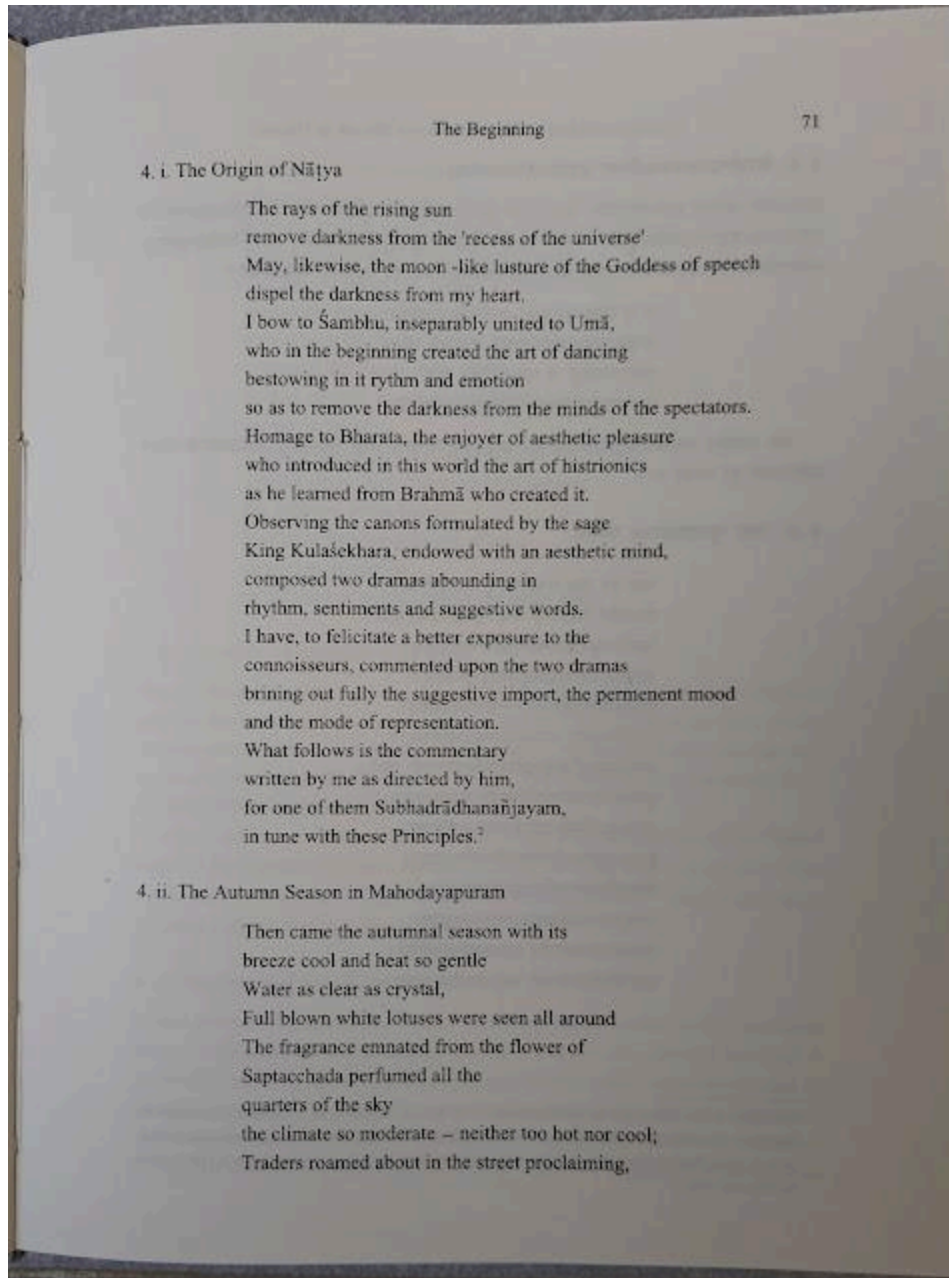 The Beginning
71
4. i. The Origin of Nāṭya
The rays of the rising sun
remove darkness from the 'recess of the universe'
May, likewise, the moon -like lusture of the Goddess of speech
dispel the darkness from my heart.
I bow to Śambhu, inseparably united to Umā,
who in the beginning created the art of dancing
bestowing in it rythm and emotion
so as to remove the darkness from the minds of the spectators.
Homage to Bharata, the enjoyer of aesthetic pleasure
who introduced in this world the art of histrionics
as he learned from Brahmā who created it.
Observing the canons formulated by the sage
King Kulaśekhara, endowed with an aesthetic mind,
composed two dramas abounding in
rhythm, sentiments and suggestive words.
I have, to felicitate a better exposure to the
connoisseurs, commented upon the two dramas
brining out fully the suggestive import, the permenent mood
and the mode of representation.
What follows is the commentary
written by me as directed by him,
for one of them Subhadrādhanañjayam,
in tune with these Principles.²
4. ii. The Autumn Season in Mahodayapuram
Then came the autumnal season with its
breeze cool and heat so gentle
Water as clear as crystal,
Full blown white lotuses were seen all around
The fragrance emnated from the flower of
Saptacchada perfumed all the
quarters of the sky
the climate so moderate – neither too hot nor cool;
Traders roamed about in the street proclaiming,